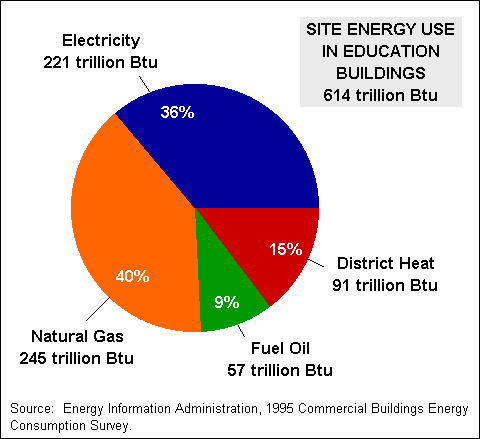 SITE ENERGY USE
IN EDUCATION
BUILDINGS
614 trillion Btu
Electricity
221 trillion Btu
36%
15%
District Heat
91 trillion Btu
40%
9%
Natural Gas
245 trillion Btu
Fuel Oil
57 trillion Btu
Source:  Energy Information Administration, 1995 Commercial Buildings Energy
Consumption Survey.